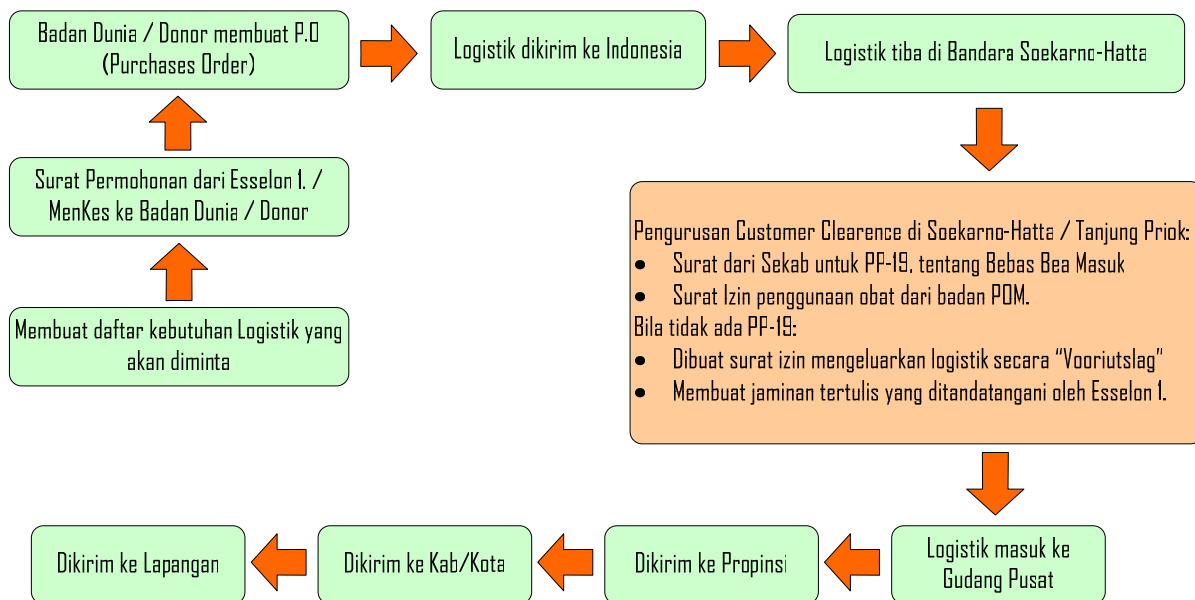 Badan Dunia / Donor membuat P.O
(Purchases Order)
Logistik dikirim ke Indonesia
Logistik tiba di Bandara Soekarno-Hatta
Surat Permohonan dari Esselon 1. /
MenKes ke Badan Dunia / Donor
Membuat daftar kebutuhan Logistik yang
akan diminta
Pengurusan Customer Clearence di Soekarno-Hatta / Tanjung Priok:
● Surat dari Sekab untuk PP-19, tentang Bebas Bea Masuk
● Surat Izin penggunaan obat dari badan POM.
Bila tidak ada PP-19:
● Dibuat surat izin mengeluarkan logistik secara “Vooriutslag”
● Membuat jaminan tertulis yang ditandatangani oleh Esselon 1.
Logistik masuk ke
Gudang Pusat
Dikirim ke Propinsi
Dikirim ke Kab/Kota
Dikirim ke Lapangan